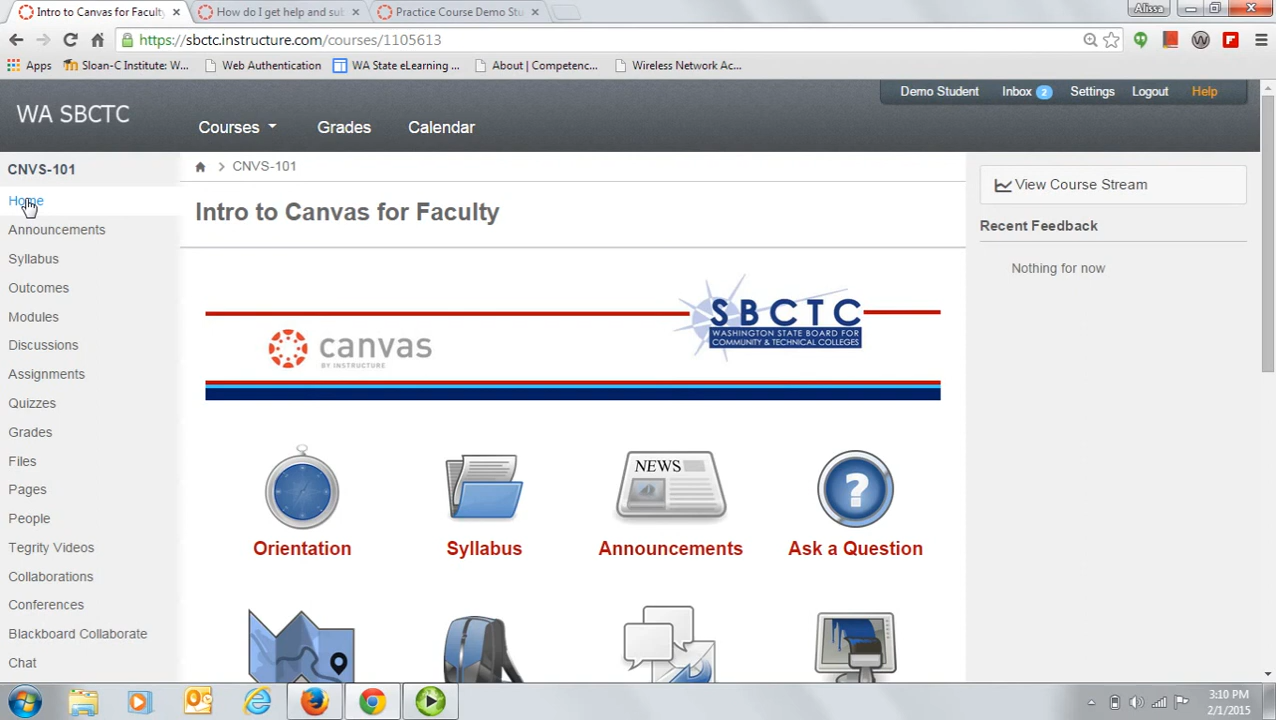 Intro to Canvas for Faculty
How do I get help and sub
Practice Course Demo Stu
Alissa
https://sbctc.instructure.com/courses/1105613
Apps
Sloan-C Institute: W...
Web Authentication
WA State eLearning ...
About | Competenc...
Wireless Network Ac...
Demo Student
Inbox 2
Settings
Logout
Help
WA SBCTC
Courses
Grades
Calendar
CNVS-101
Home
Announcements
Syllabus
Outcomes
Modules
Discussions
Assignments
Quizzes
Grades
Files
Pages
People
Tegrity Videos
Collaborations
Conferences
Blackboard Collaborate
Chat
> CNVS-101
Intro to Canvas for Faculty
canvas
BY INSTRUCTURE
SBCTC
WASHINGTON STATE BOARD FOR
COMMUNITY & TECHNICAL COLLEGES
NEWS
?
Orientation
Syllabus
Announcements
Ask a Question
View Course Stream
Recent Feedback
Nothing for now
3:10 PM
2/1/2015